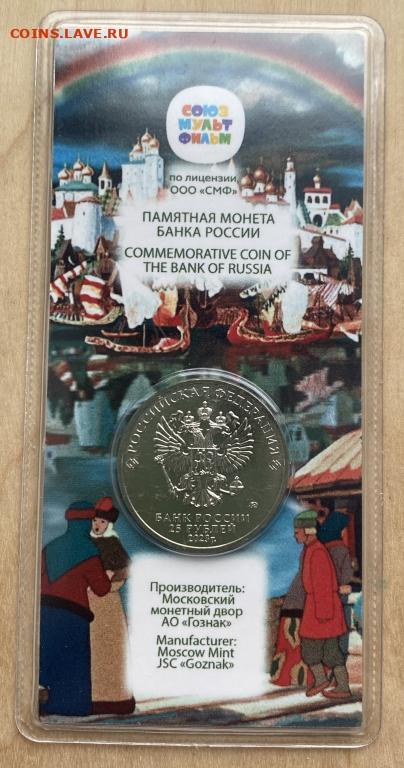 COINS.LAVE.RU
СОЮЗ
МУЛЬТ
ФИЛЬМ
по лицензии
ООО «СМФ»
ПАМЯТНАЯ МОНЕТА
БАНКА РОССИИ
COMMEMORATIVE COIN OF
THE BANK OF RUSSIA
РОССИЙСКАЯ ФЕДЕРАЦИЯ
БАНК РОССИИ
25 РУБЛЕЙ
2023г.
Производитель:
Московский
монетный двор
АО «Гознак»
Manufacturer:
Moscow Mint
JSC «Goznak»